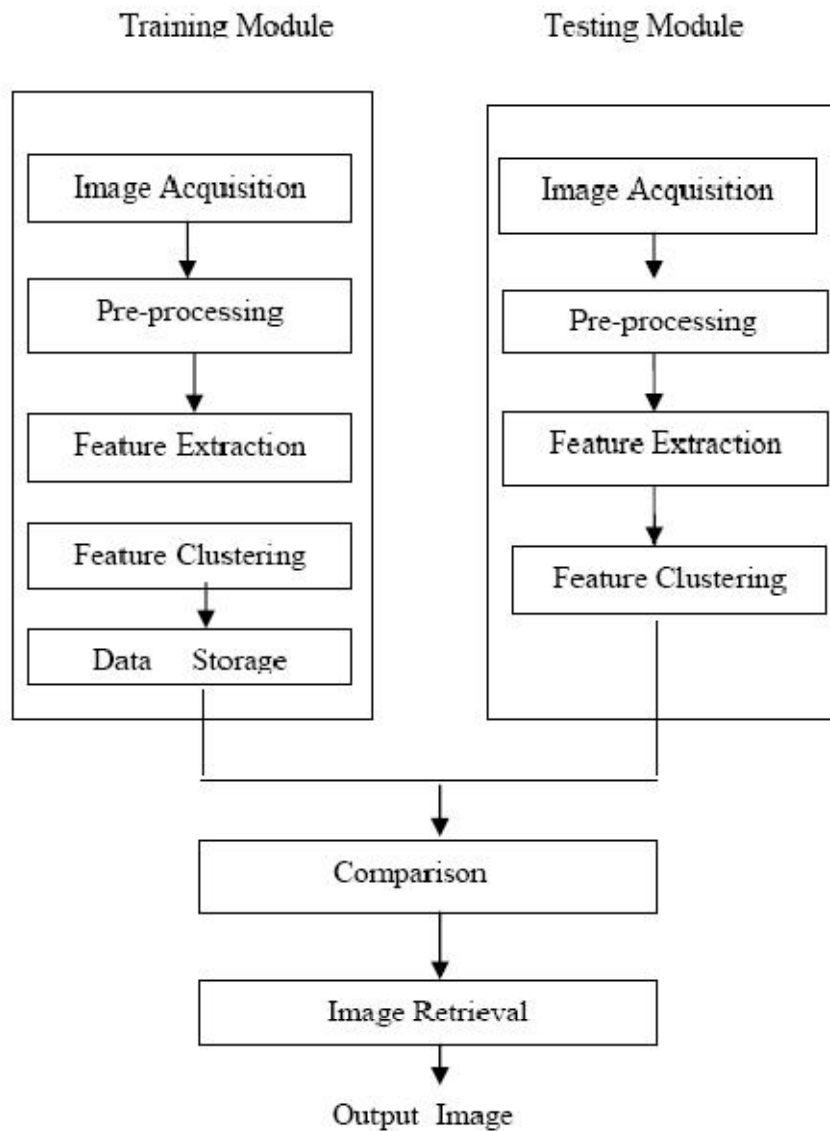 Training Module
Testing Module
Image Acquisition
Pre-processing
Feature Extraction
Feature Clustering
Data Storage
Image Acquisition
Pre-processing
Feature Extraction
Feature Clustering
Comparison
Image Retrieval
Output Image